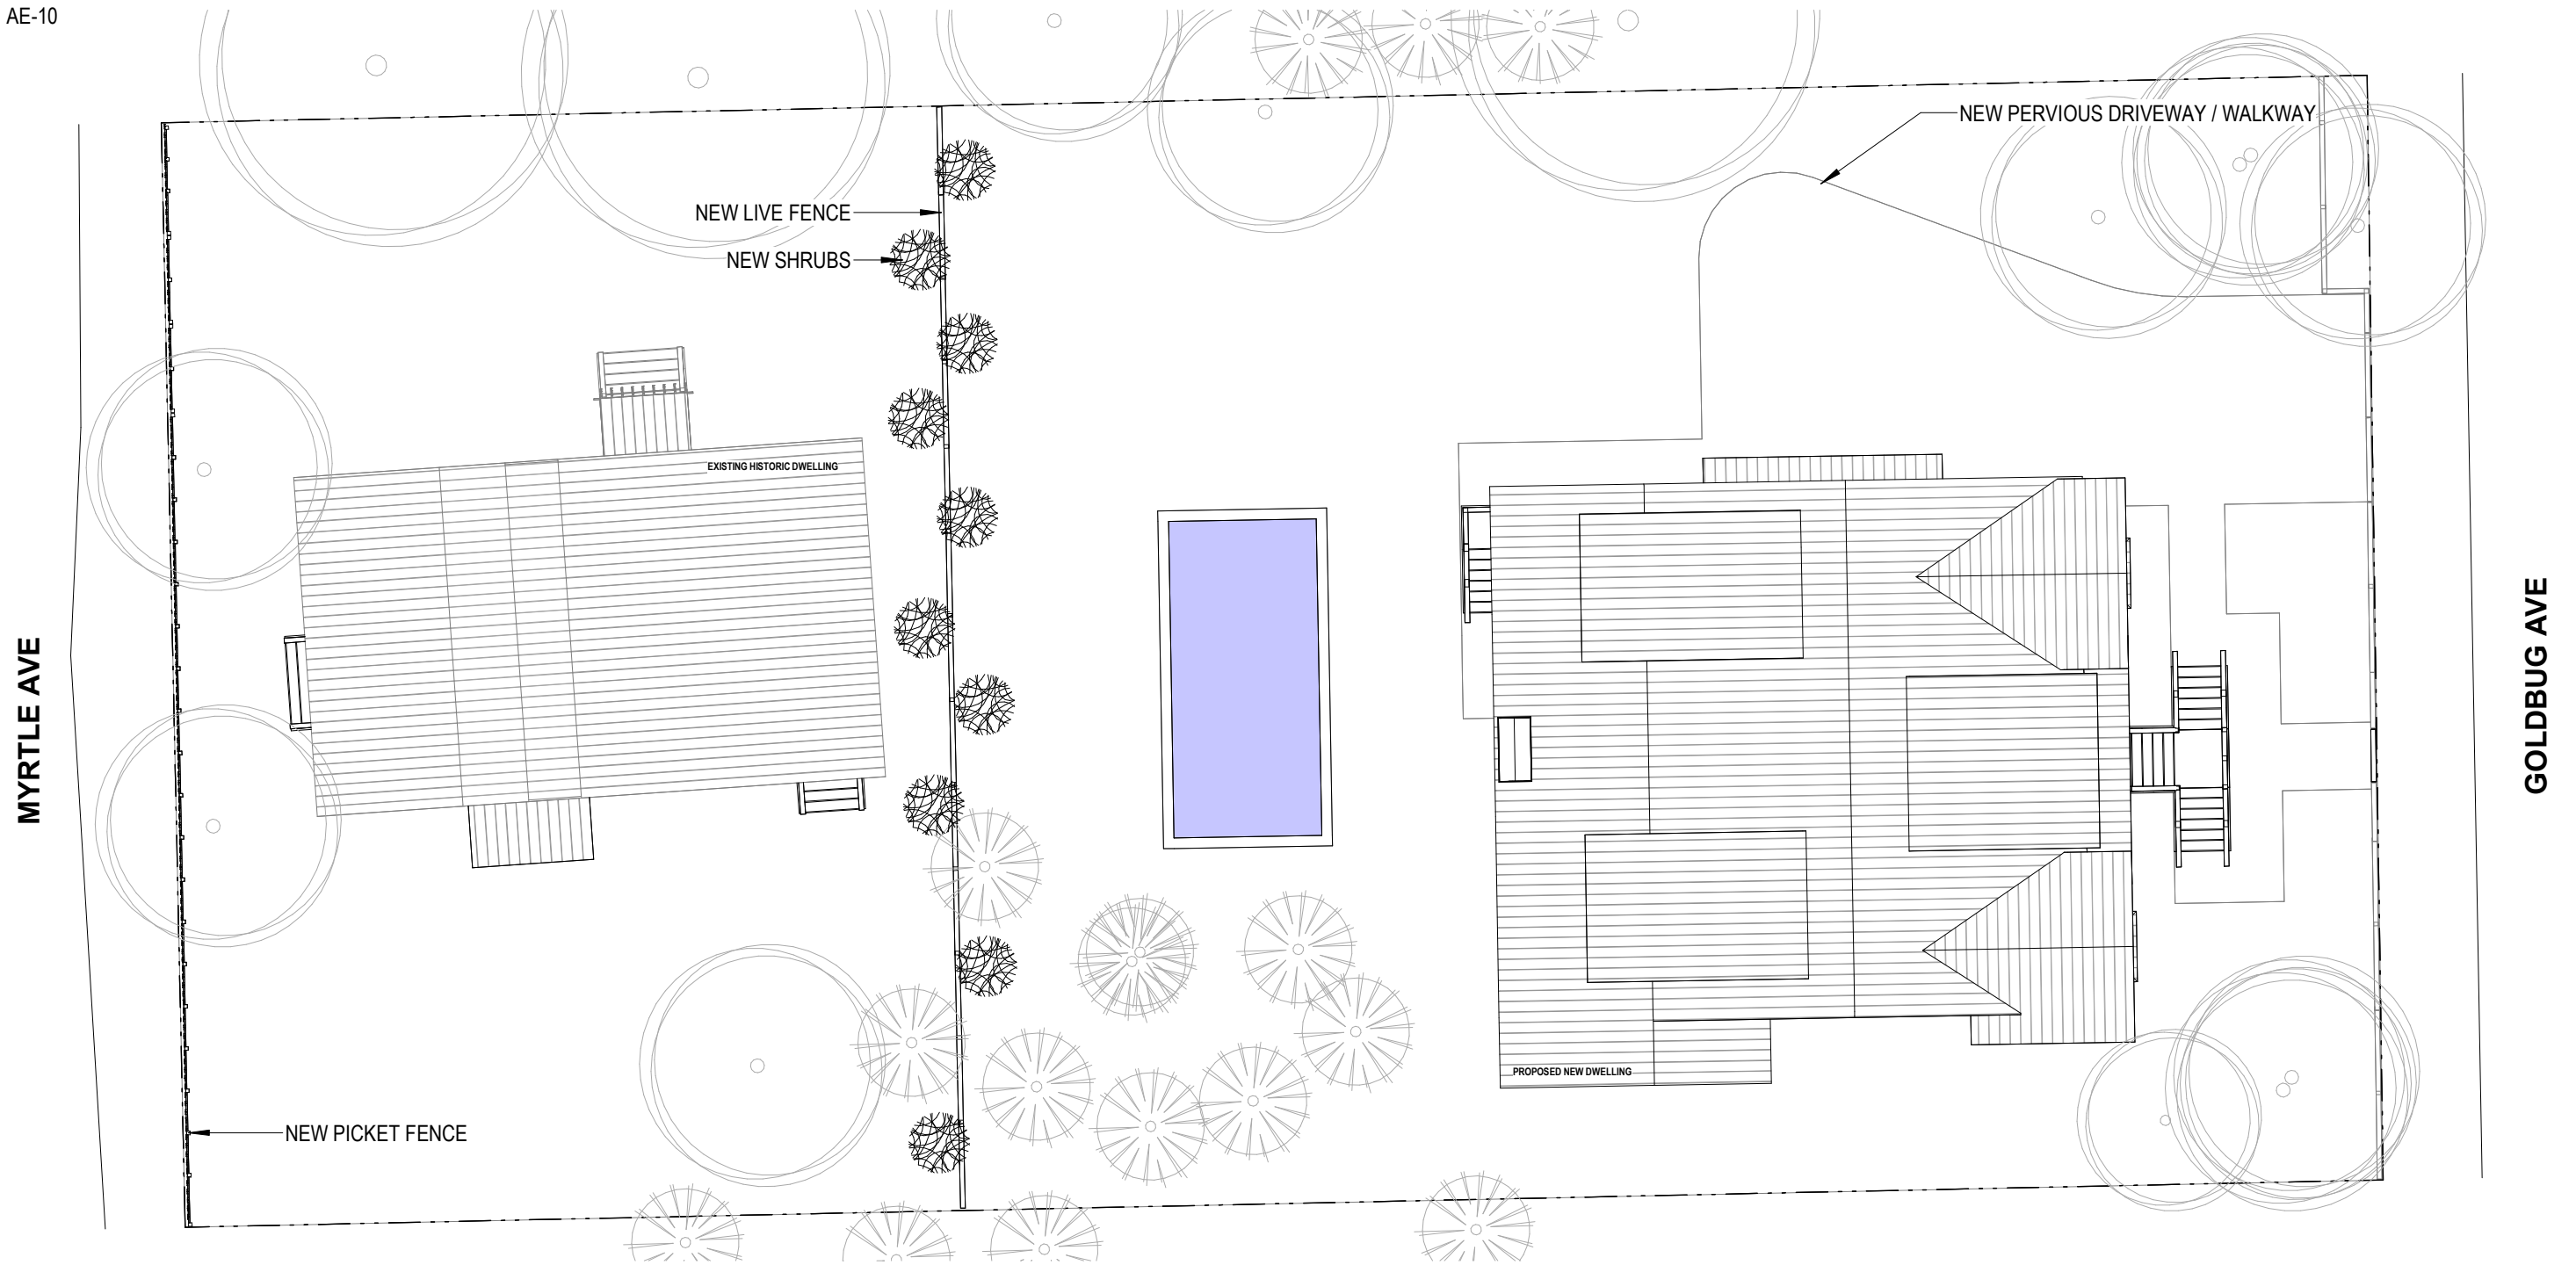 AE-10
NEW PERVIOUS DRIVEWAY / WALKWAY
NEW LIVE FENCE
NEW SHRUBS
EXISTING HISTORIC DWELLING
MYRTLE AVE
GOLDBUG AVE
PROPOSED NEW DWELLING
NEW PICKET FENCE